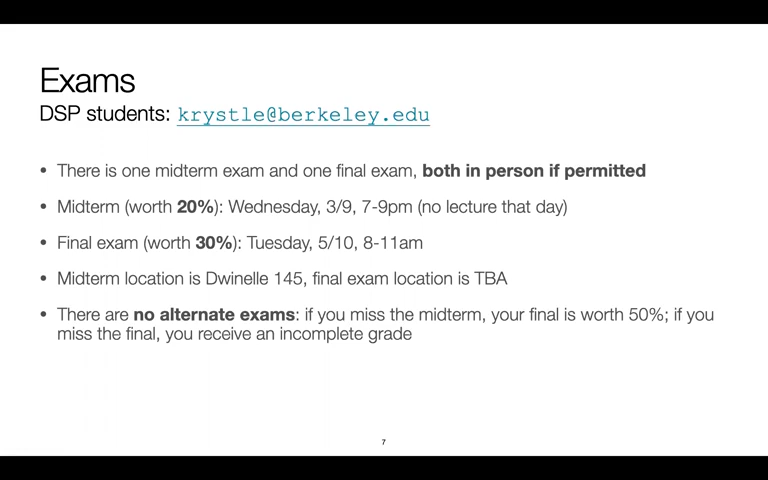 Exams
DSP students: krystle@berkeley.edu
• There is one midterm exam and one final exam, both in person if permitted
• Midterm (worth 20%): Wednesday, 3/9, 7-9pm (no lecture that day)
• Final exam (worth 30%): Tuesday, 5/10, 8-11am
• Midterm location is Dwinelle 145, final exam location is TBA
• There are no alternate exams: if you miss the midterm, your final is worth 50%; if you
miss the final, you receive an incomplete grade
7